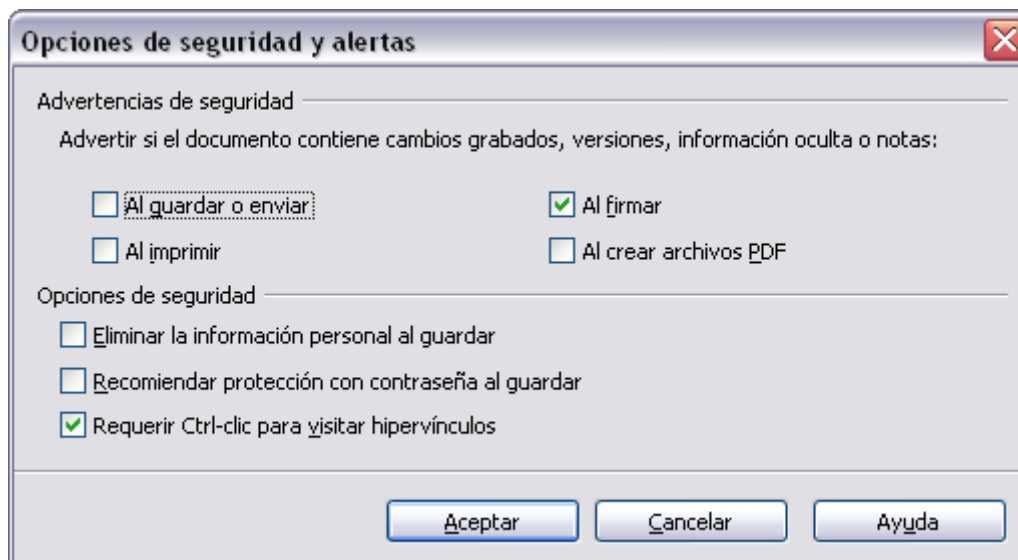 Opciones de seguridad y alertas
Advertencias de seguridad
Advertir si el documento contiene cambios grabados, versiones, información oculta o notas:
Al guardar o enviar
Al firmar
Al imprimir
Al crear archivos PDF
Opciones de seguridad
Eliminar la información personal al guardar
Recomiendar protección con contraseña al guardar
Requerir Ctrl-clic para visitar hipervínculos
Aceptar
Cancelar
Ayuda